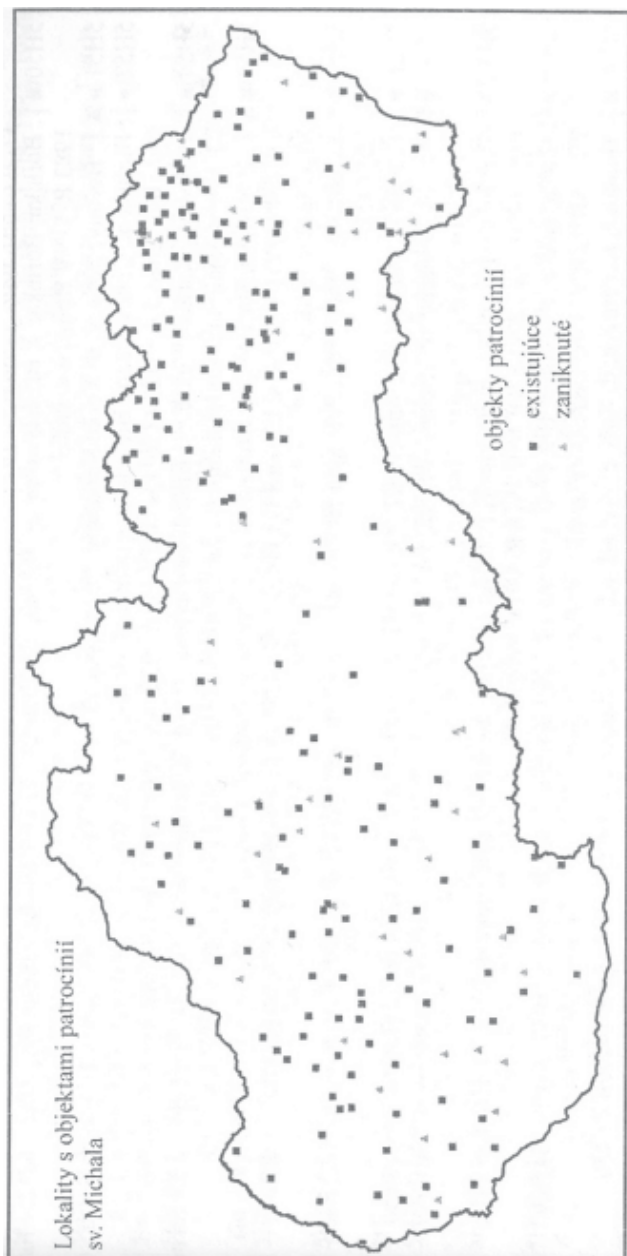 Lokality s objektami patrocínií
sv. Michala
objekty patrocínií
existujúce
zaniknuté